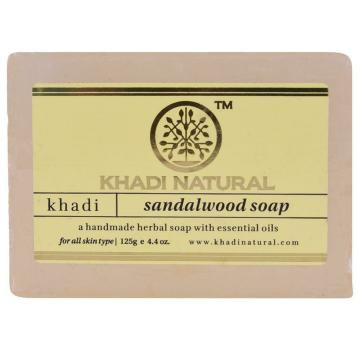 TM
KHADI NATURAL
khadi | sandalwood soap
a handmade herbal soap with essential oils
for all skin type | 125g e 4.4 oz. www.khadinatural.com